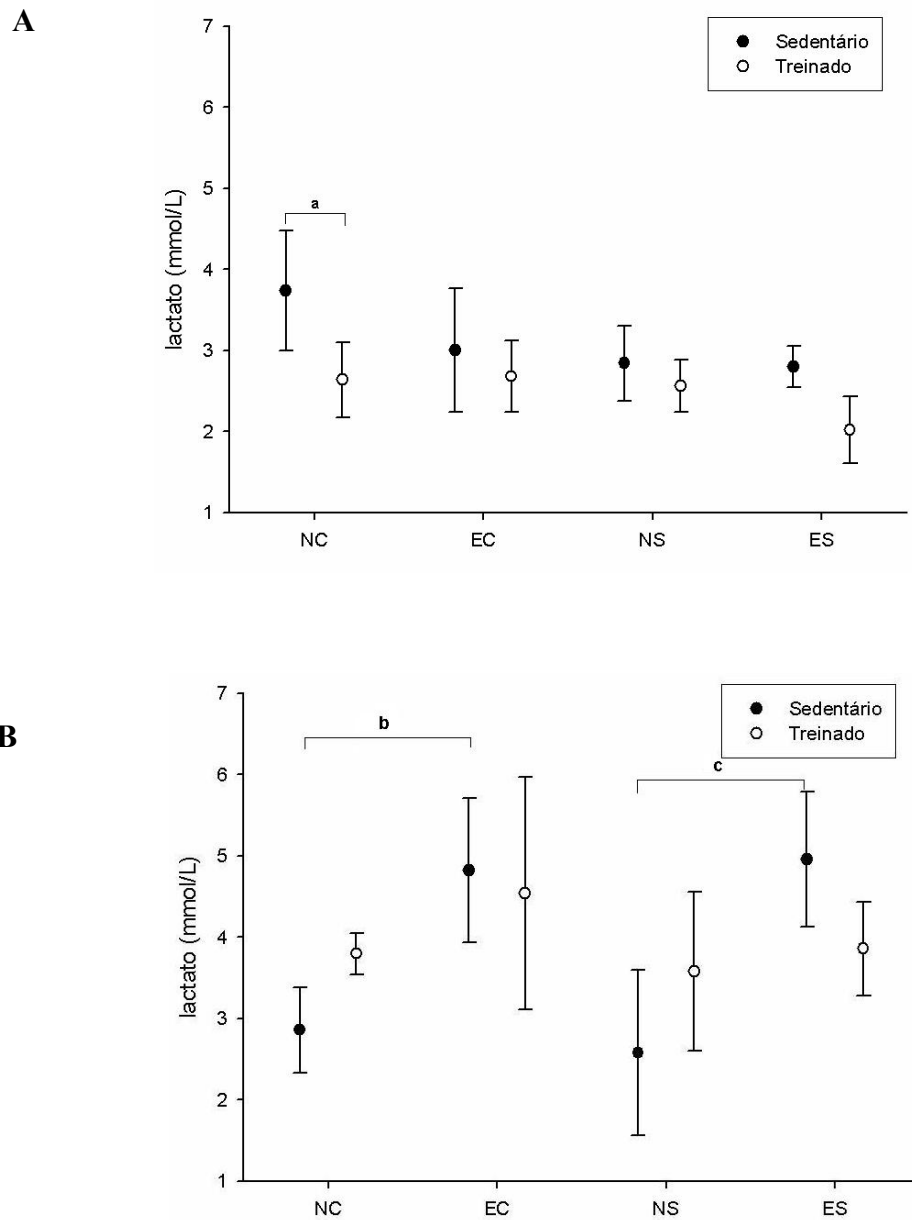 A
7
6
5
4
3
2
1
lactato (mmol/L)
Sedentário
Treinado
a
NC EC NS ES
B
7
6
5
4
3
2
1
lactato (mmol/L)
Sedentário
Treinado
b
c
NC EC NS ES